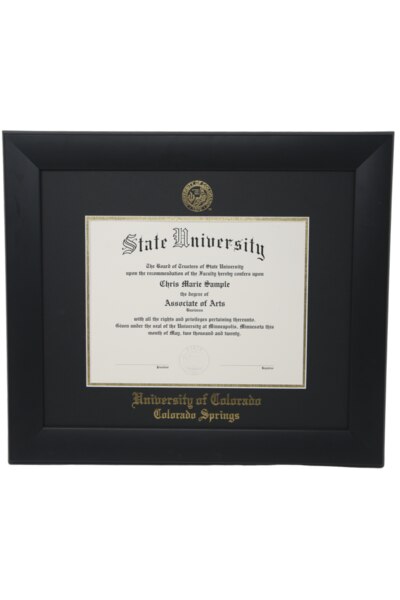 State University
The Board of Trustees of State University
upon the recommendation of the Faculty hereby confers upon
Chris Marie Sample
the degree of
Associate of Arts
Business
with all the rights and privileges pertaining thereunto.
Given under the seal of the University at Minneapolis, Minnesota this
month of May, two thousand and twenty.
University of Colorado
Colorado Springs